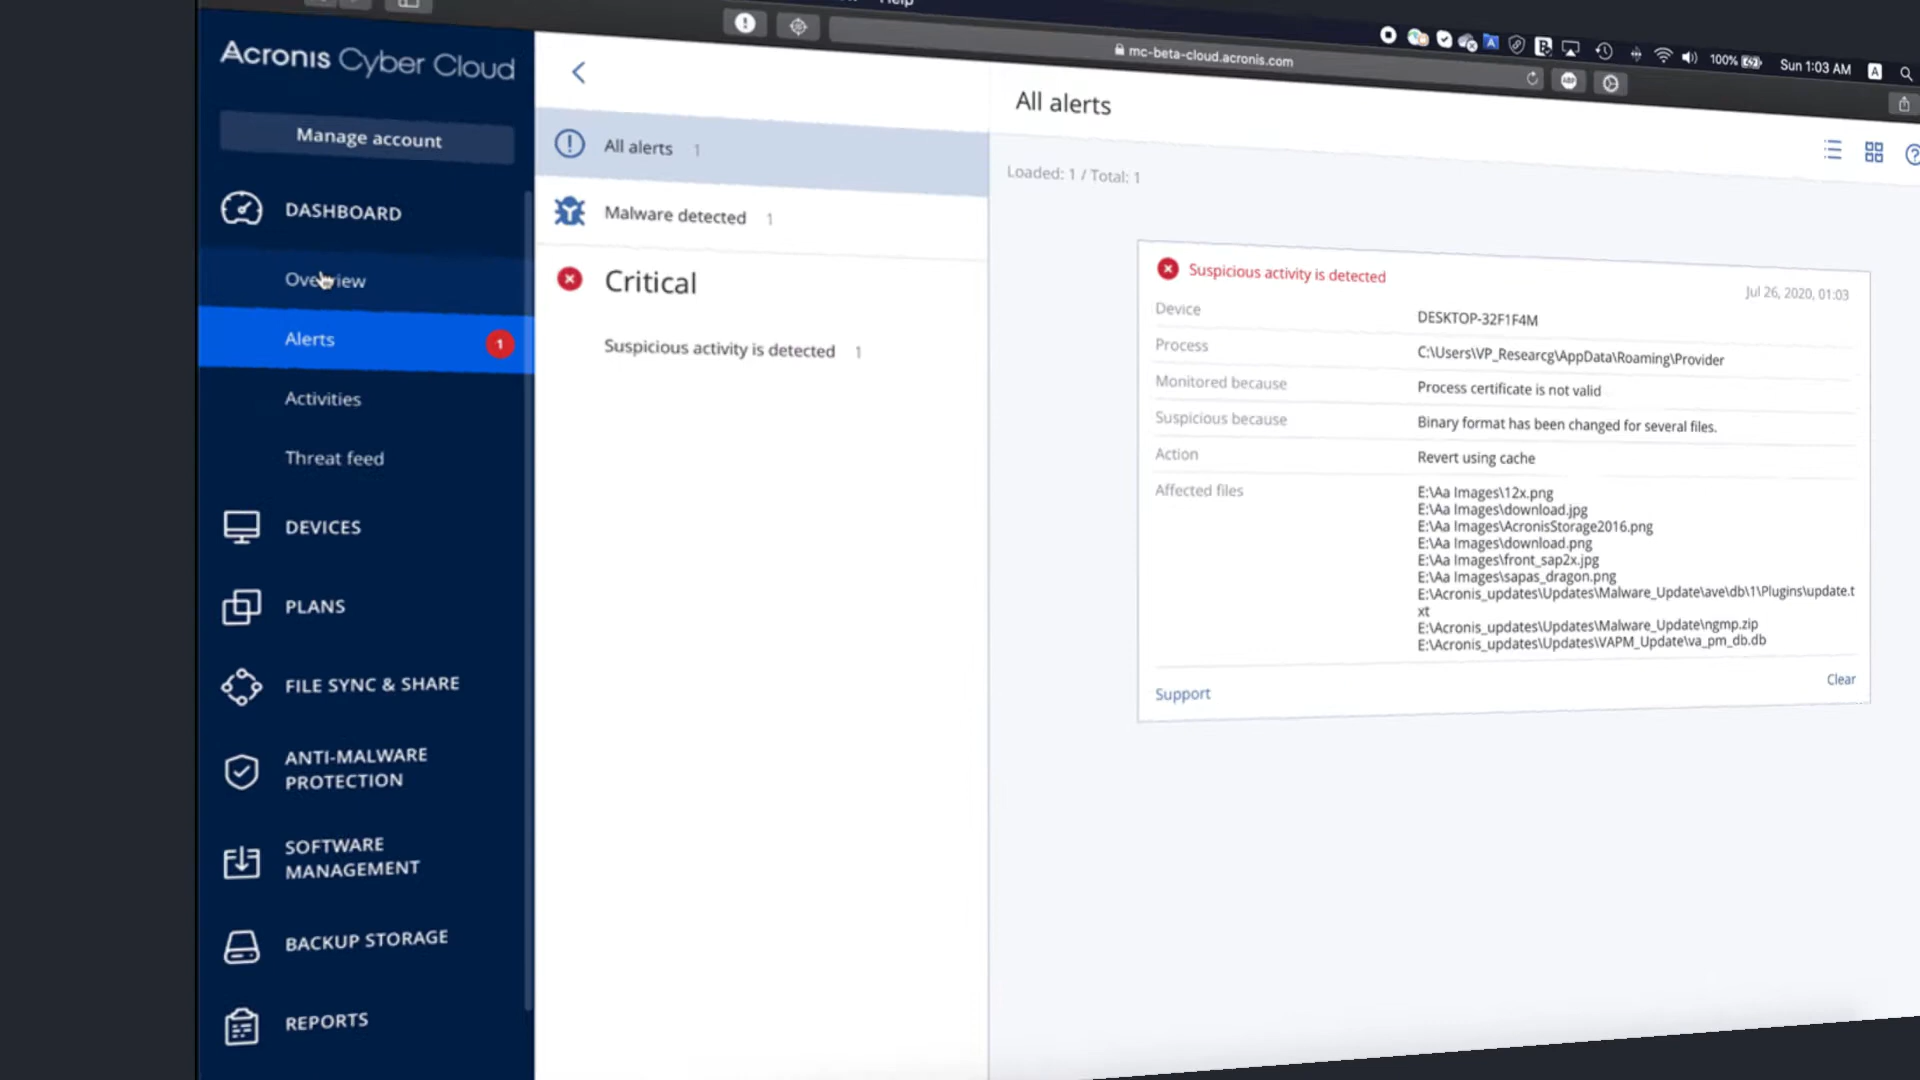 Help
mc-beta-cloud.acronis.com
100%
Sun 1:03 AM
A
A
ABP
Acronis Cyber Cloud
Manage account
DASHBOARD
Overview
Alerts
1
Activities
Threat feed
DEVICES
PLANS
FILE SYNC & SHARE
ANTI-MALWARE
PROTECTION
SOFTWARE
MANAGEMENT
BACKUP STORAGE
REPORTS
All alerts 1
Malware detected 1
Critical
Suspicious activity is detected 1
All alerts
Loaded: 1 / Total: 1
Suspicious activity is detected
Jul 26, 2020, 01:03
Device DESKTOP-32F1F4M
Process C:\Users\VP_Researcg\AppData\Roaming\Provider
Monitored because Process certificate is not valid
Suspicious because Binary format has been changed for several files.
Action Revert using cache
Affected files E:\Aa Images\12x.png
E:\Aa Images\download.jpg
E:\Aa Images\AcronisStorage2016.png
E:\Aa Images\download.png
E:\Aa Images\front_sap2x.jpg
E:\Aa Images\sapas_dragon.png
E:\Acronis_updates\Updates\Malware_Update\ave\db\1\Plugins\update.t
xt
E:\Acronis_updates\Updates\Malware_Update\ngmp.zip
E:\Acronis_updates\Updates\VAPM_Update\va_pm_db.db
Support
Clear